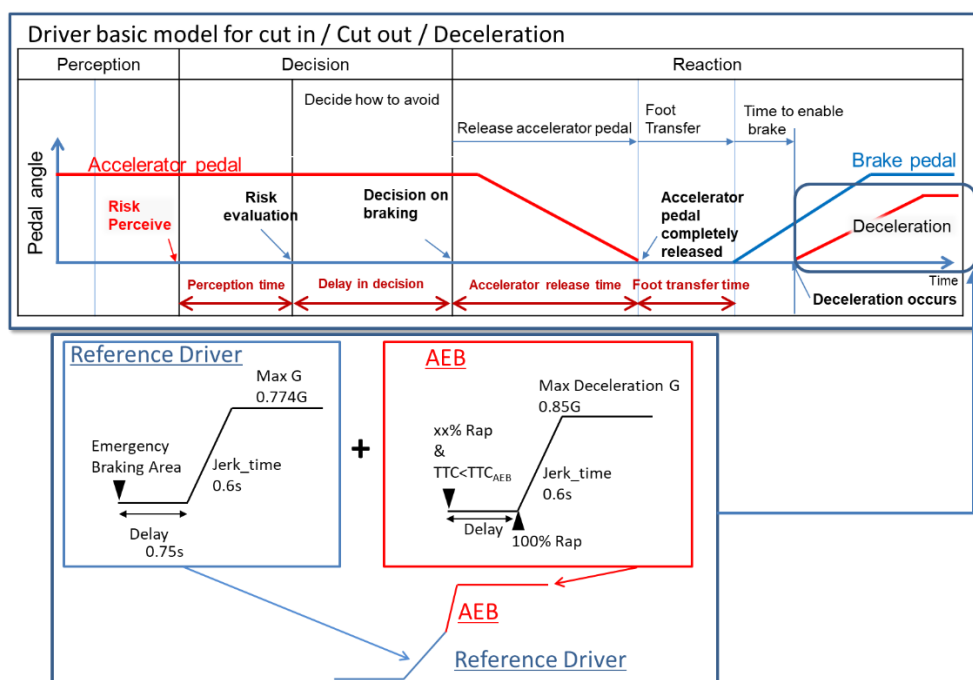 Driver basic model for cut in / Cut out / Deceleration
Perception
Decision
Reaction
Decide how to avoid
Release accelerator pedal
Foot
Transfer
Time to enable
brake
Pedal angle
Accelerator pedal
Brake pedal
Risk
Perceive
Risk
evaluation
Decision on
braking
Accelerator
pedal
completely
released
Deceleration
Time
Perception time
Delay in decision
Accelerator release time
Foot transfer time
Deceleration occurs
Reference Driver
Max G
0.774G
Emergency
Braking Area
Jerk_time
0.6s
Delay
0.75s
+
AEB
Max Deceleration G
0.85G
xx% Rap
&
TTC<TTCAEB
Jerk_time
0.6s
Delay
100% Rap
AEB
Reference Driver